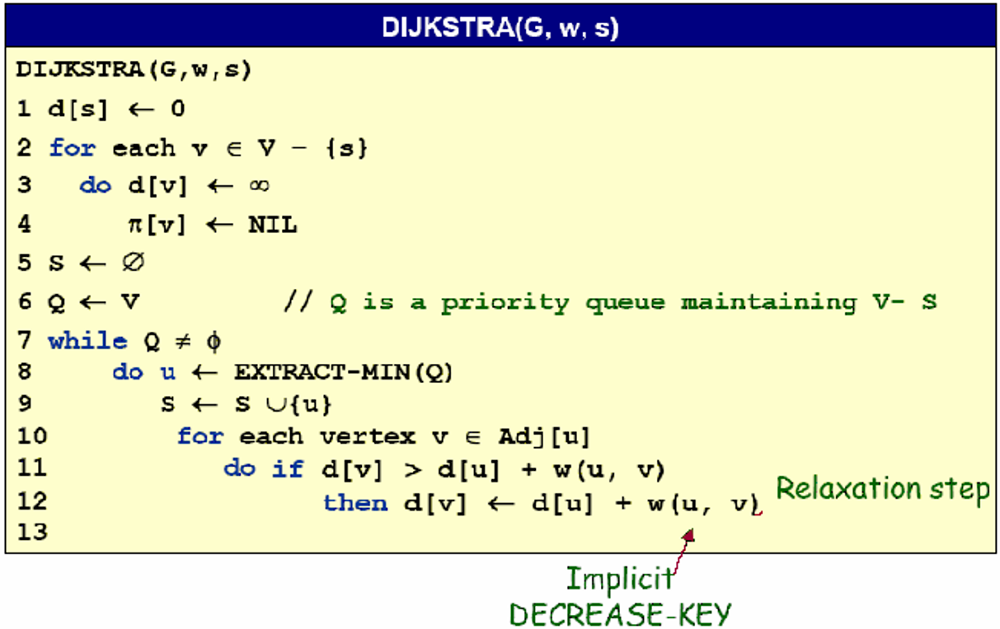 DIJKSTRA(G, w, s)
DIJKSTRA(G,w,s)
1 d[s] ← 0
2 for each v ∈ V - {s}
3 do d[v] ← ∞
4 π[v] ← NIL
5 S ← ∅
6 Q ← V // Q is a priority queue maintaining V- S
7 while Q ≠ ϕ
8 do u ← EXTRACT-MIN(Q)
9 S ← S ∪{u}
10 for each vertex v ∈ Adj[u]
11 do if d[v] > d[u] + w(u, v)
12 then d[v] ← d[u] + w(u, v)
Relaxation step
13
Implicit
DECREASE-KEY